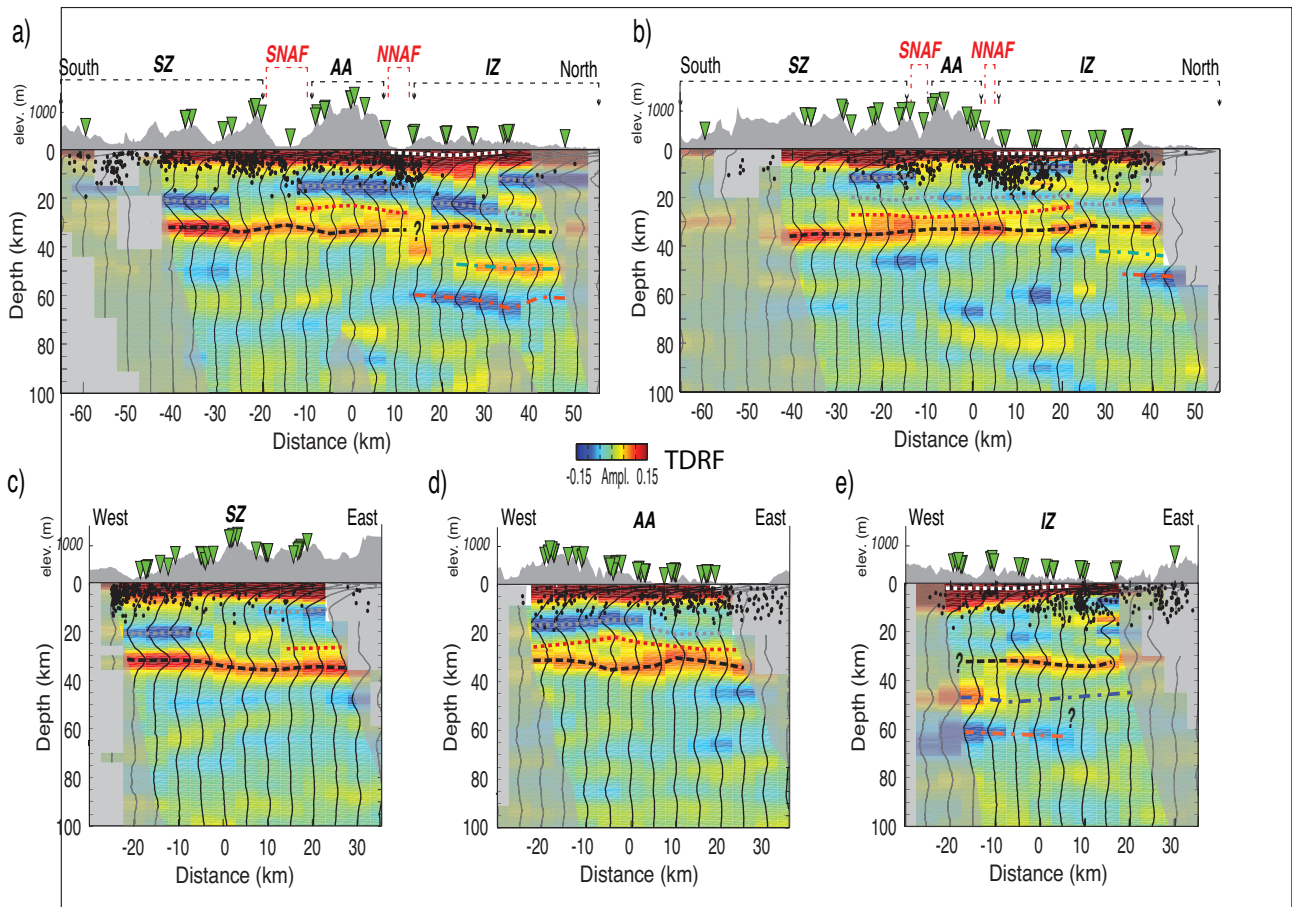 a)
SNAF NNAF
South SZ AA IZ North
elev. (m)
1000
0
20
40
60
80
100
Depth (km)
?
-60 -50 -40 -30 -20 -10 0 10 20 30 40 50
Distance (km)
b)
SNAF NNAF
South SZ AA IZ North
elev. (m)
1000
0
20
40
60
80
100
Depth (km)
-60 -50 -40 -30 -20 -10 0 10 20 30 40 50
Distance (km)
-0.15 Ampl. 0.15
TDRF
c)
West SZ East
elev. (m)
1000
0
20
40
60
80
100
Depth (km)
-20 -10 0 10 20 30
Distance (km)
d)
West AA East
elev. (m)
1000
0
20
40
60
80
100
Depth (km)
-20 -10 0 10 20 30
Distance (km)
e)
West IZ East
elev. (m)
1000
0
20
40
60
80
100
Depth (km)
?
?
-20 -10 0 10 20 30
Distance (km)